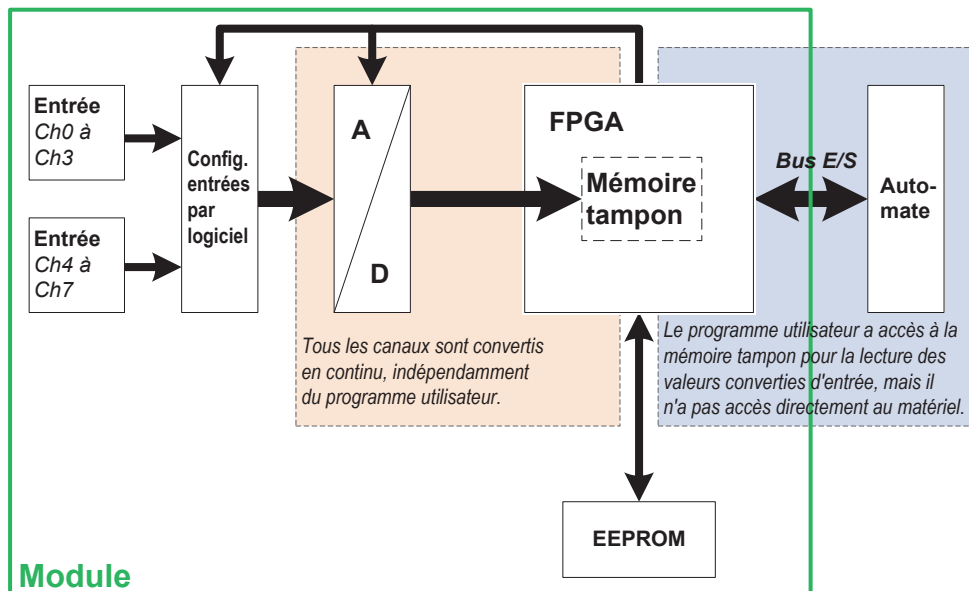 Entrée
Ch0 à
Ch3
Entrée
Ch4 à
Ch7
Config.
entrées
par
logiciel
A
D
FPGA
Mémoire
tampon
Bus E/S
Auto-
mate
Tous les canaux sont convertis
en continu, indépendamment
du programme utilisateur.
Le programme utilisateur a accès à la
mémoire tampon pour la lecture des
valeurs converties d'entrée, mais il
n'a pas accès directement au matériel.
EEPROM
Module